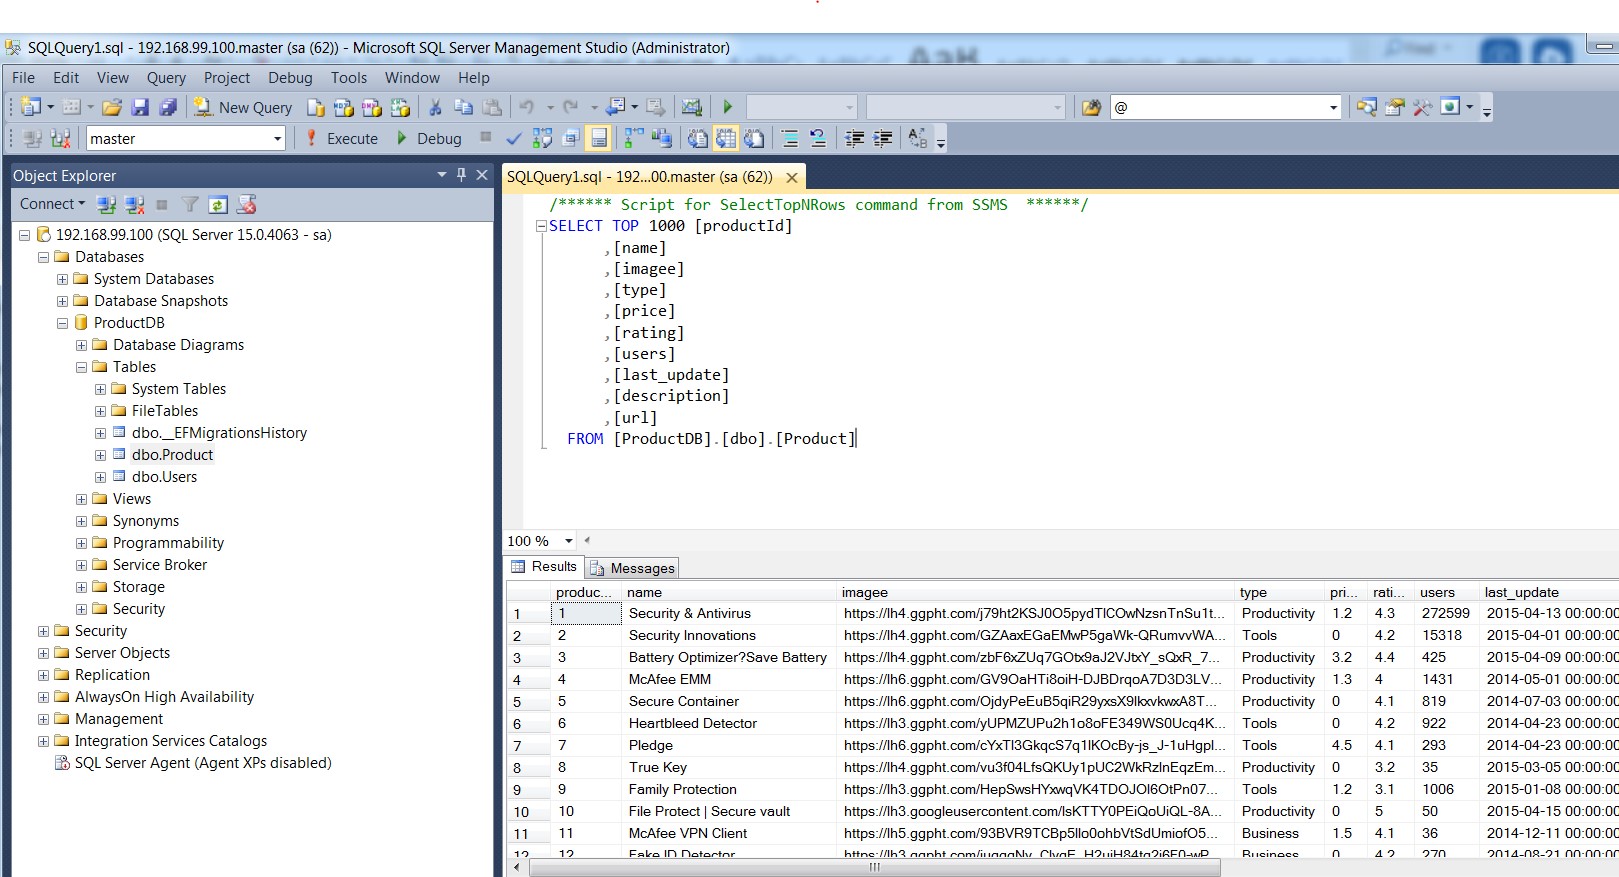 SQLQuery1.sql - 192.168.99.100.master (sa (62)) - Microsoft SQL Server Management Studio (Administrator)
File Edit View Query Project Debug Tools Window Help
New Query @
master Execute Debug
Object Explorer
Connect
192.168.99.100 (SQL Server 15.0.4063 - sa)
Databases
System Databases
Database Snapshots
ProductDB
Database Diagrams
Tables
System Tables
FileTables
dbo.__EFMigrationsHistory
dbo.Product
dbo.Users
Views
Synonyms
Programmability
Service Broker
Storage
Security
Security
Server Objects
Replication
AlwaysOn High Availability
Management
Integration Services Catalogs
SQL Server Agent (Agent XPs disabled)
SQLQuery1.sql - 192...00.master (sa (62))
/****** Script for SelectTopNRows command from SSMS ******/
SELECT TOP 1000 [productId]
,[name]
,[imagee]
,[type]
,[price]
,[rating]
,[users]
,[last_update]
,[description]
,[url]
FROM [ProductDB].[dbo].[Product]
100 %
Results Messages
produc... name imagee type pri... rati... users last_update
1 1 Security & Antivirus https://lh4.ggpht.com/j79ht2KSJ0O5pydTlCOwNzsnTnSu1t... Productivity 1.2 4.3 272599 2015-04-13 00:00:00
2 2 Security Innovations https://lh4.ggpht.com/GZAaxEGaEMwP5gaWk-QRumvvWA... Tools 0 4.2 15318 2015-04-01 00:00:00
3 3 Battery Optimizer?Save Battery https://lh4.ggpht.com/zbF6xZUq7GOtx9aJ2VJtxY_sQxR_7... Productivity 3.2 4.4 425 2015-04-09 00:00:00
4 4 McAfee EMM https://lh6.ggpht.com/GV9OaHTi8oiH-DJBDrqoA7D3D3LV... Productivity 1.3 4 1431 2014-05-01 00:00:00
5 5 Secure Container https://lh6.ggpht.com/OjdyPeEuB5qiR29yxsX9lkxvkwxA8T... Productivity 0 4.1 819 2014-07-03 00:00:00
6 6 Heartbleed Detector https://lh3.ggpht.com/yUPMZUPu2h1o8oFE349WS0Ucq4K... Tools 0 4.2 922 2014-04-23 00:00:00
7 7 Pledge https://lh6.ggpht.com/cYxTl3GkqcS7q1lKOcBy-js_J-1uHgpl... Tools 4.5 4.1 293 2014-04-23 00:00:00
8 8 True Key https://lh4.ggpht.com/vu3f04LfsQKUy1pUC2WkRzlnEqzEm... Productivity 0 3.2 35 2015-03-05 00:00:00
9 9 Family Protection https://lh3.ggpht.com/HepSwsHYxwqVK4TDOJOl6OtPn07... Tools 1.2 3.1 1006 2015-01-08 00:00:00
10 10 File Protect | Secure vault https://lh3.googleusercontent.com/lsKTTY0PEiQoUiQL-8A... Productivity 0 5 50 2015-04-15 00:00:00
11 11 McAfee VPN Client https://lh5.ggpht.com/93BVR9TCBp5llo0ohbVtSdUmiofO5... Business 1.5 4.1 36 2014-12-11 00:00:00
12 12 Fake ID Detector Business 0 4.2 270 2014-08-21 00:00:00